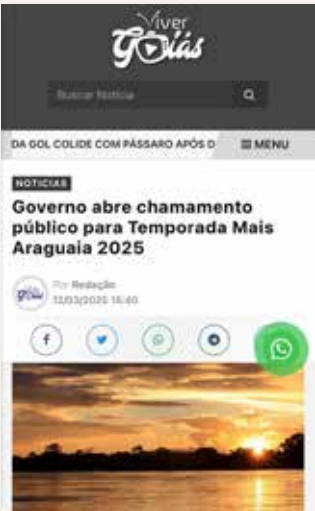 Viver
Goiás
Buscar Notícia
DA GOL COLIDE COM PÁSSARO APÓS D
MENU
NOTÍCIAS
Governo abre chamamento
público para Temporada Mais
Araguaia 2025
Por Redação
12/03/2025 16:40